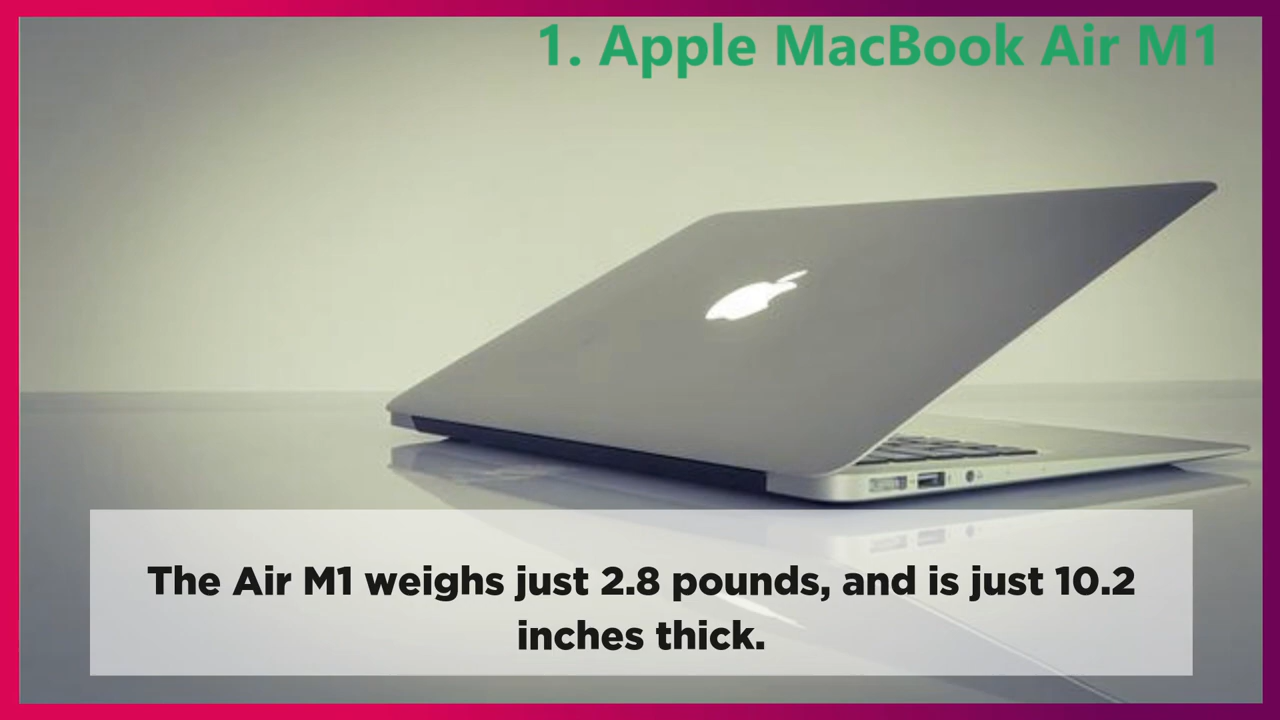 1. Apple MacBook Air M1
The Air M1 weighs just 2.8 pounds, and is just 10.2
inches thick.